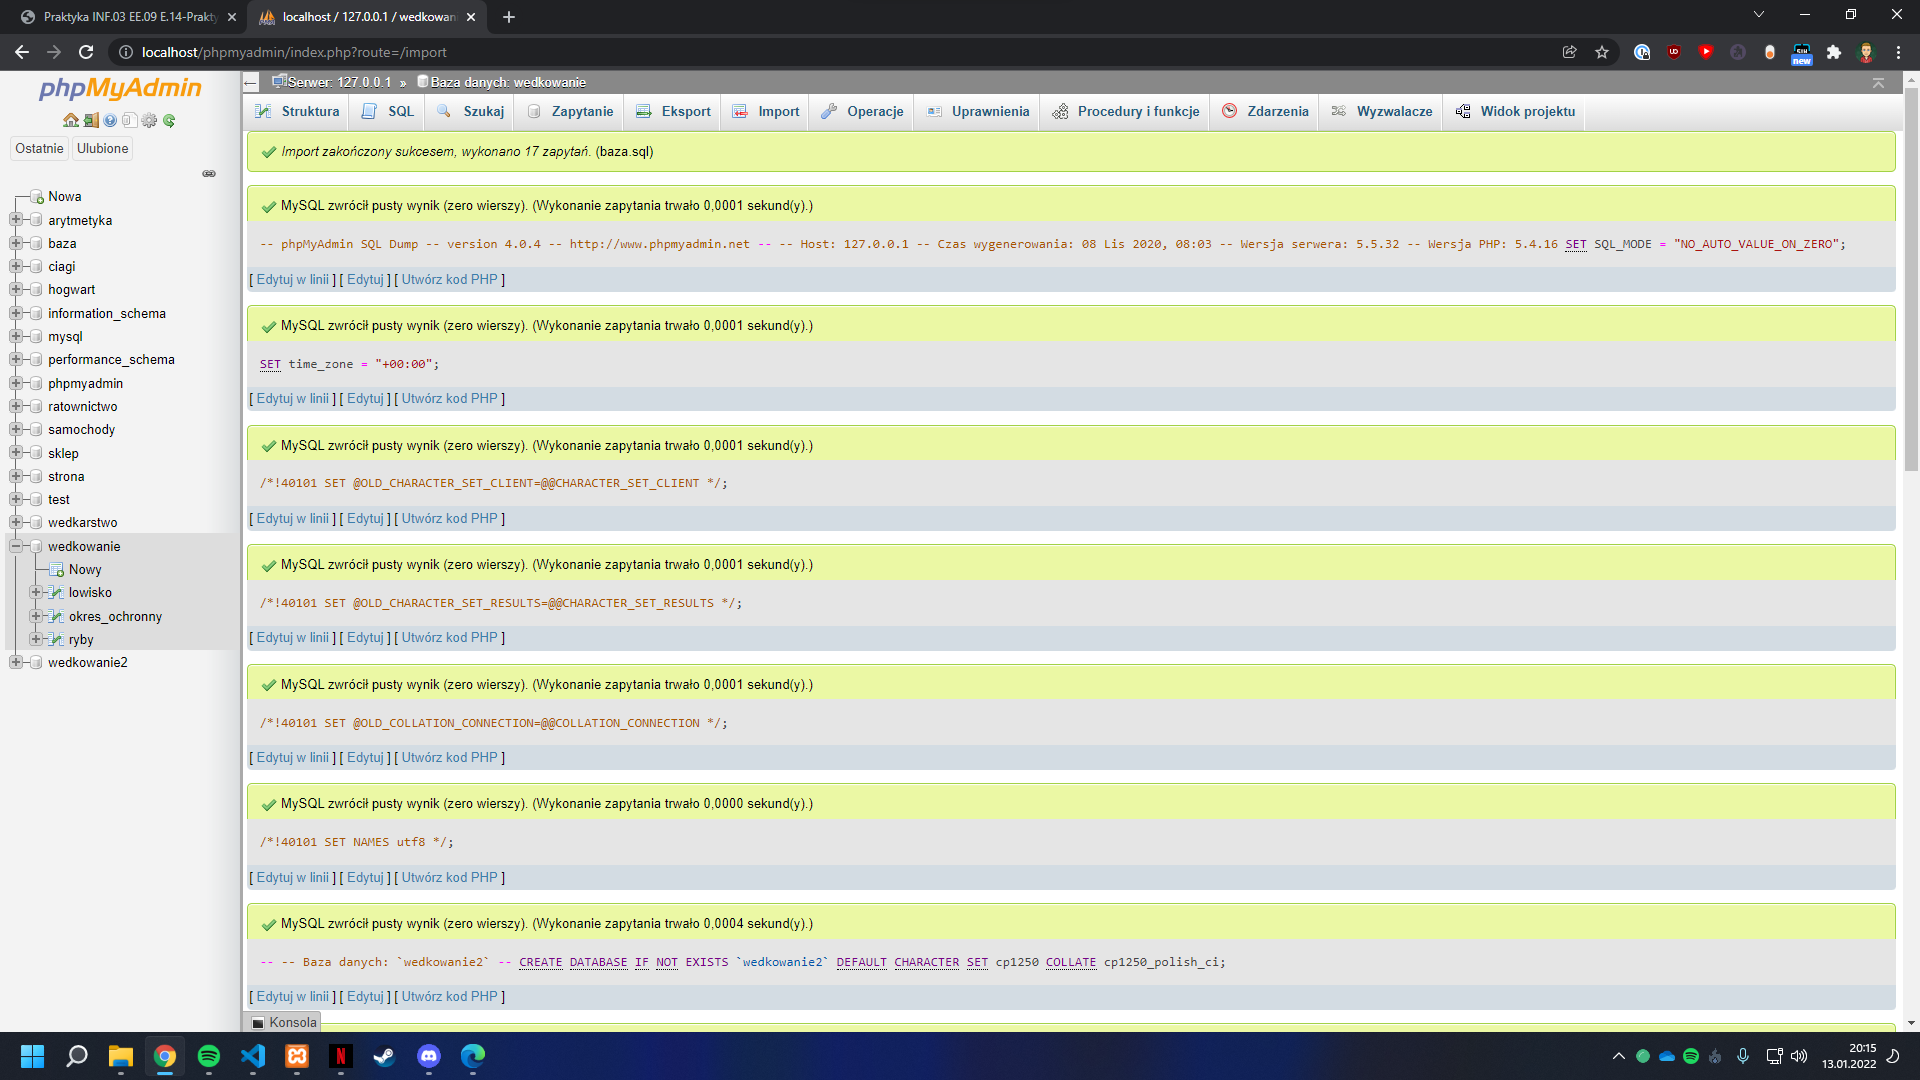 Praktyka INF.03 EE.09 E.14-Prakty
localhost / 127.0.0.1 / wedkowani
localhost/phpmyadmin/index.php?route=/import
new
phpMyAdmin
Ostatnie
Ulubione
Nowa
arytmetyka
baza
ciagi
hogwart
information_schema
mysql
performance_schema
phpmyadmin
ratownictwo
samochody
sklep
strona
test
wedkarstwo
wedkowanie
Nowy
lowisko
okres_ochronny
ryby
wedkowanie2
Serwer: 127.0.0.1 » Baza danych: wedkowanie
Struktura SQL Szukaj Zapytanie Eksport Import Operacje Uprawnienia Procedury i funkcje Zdarzenia Wyzwalacze Widok projektu
Import zakończony sukcesem, wykonano 17 zapytań. (baza.sql)
MySQL zwrócił pusty wynik (zero wierszy). (Wykonanie zapytania trwało 0,0001 sekund(y).)
-- phpMyAdmin SQL Dump -- version 4.0.4 -- http://www.phpmyadmin.net -- -- Host: 127.0.0.1 -- Czas wygenerowania: 08 Lis 2020, 08:03 -- Wersja serwera: 5.5.32 -- Wersja PHP: 5.4.16 SET SQL_MODE = "NO_AUTO_VALUE_ON_ZERO";
[ Edytuj w linii ] [ Edytuj ] [ Utwórz kod PHP ]
MySQL zwrócił pusty wynik (zero wierszy). (Wykonanie zapytania trwało 0,0001 sekund(y).)
SET time_zone = "+00:00";
[ Edytuj w linii ] [ Edytuj ] [ Utwórz kod PHP ]
MySQL zwrócił pusty wynik (zero wierszy). (Wykonanie zapytania trwało 0,0001 sekund(y).)
/*!40101 SET @OLD_CHARACTER_SET_CLIENT=@@CHARACTER_SET_CLIENT */;
[ Edytuj w linii ] [ Edytuj ] [ Utwórz kod PHP ]
MySQL zwrócił pusty wynik (zero wierszy). (Wykonanie zapytania trwało 0,0001 sekund(y).)
/*!40101 SET @OLD_CHARACTER_SET_RESULTS=@@CHARACTER_SET_RESULTS */;
[ Edytuj w linii ] [ Edytuj ] [ Utwórz kod PHP ]
MySQL zwrócił pusty wynik (zero wierszy). (Wykonanie zapytania trwało 0,0001 sekund(y).)
/*!40101 SET @OLD_COLLATION_CONNECTION=@@COLLATION_CONNECTION */;
[ Edytuj w linii ] [ Edytuj ] [ Utwórz kod PHP ]
MySQL zwrócił pusty wynik (zero wierszy). (Wykonanie zapytania trwało 0,0000 sekund(y).)
/*!40101 SET NAMES utf8 */;
[ Edytuj w linii ] [ Edytuj ] [ Utwórz kod PHP ]
MySQL zwrócił pusty wynik (zero wierszy). (Wykonanie zapytania trwało 0,0004 sekund(y).)
-- -- Baza danych: `wedkowanie2` -- CREATE DATABASE IF NOT EXISTS `wedkowanie2` DEFAULT CHARACTER SET cp1250 COLLATE cp1250_polish_ci;
[ Edytuj w linii ] [ Edytuj ] [ Utwórz kod PHP ]
Konsola
20:15
13.01.2022